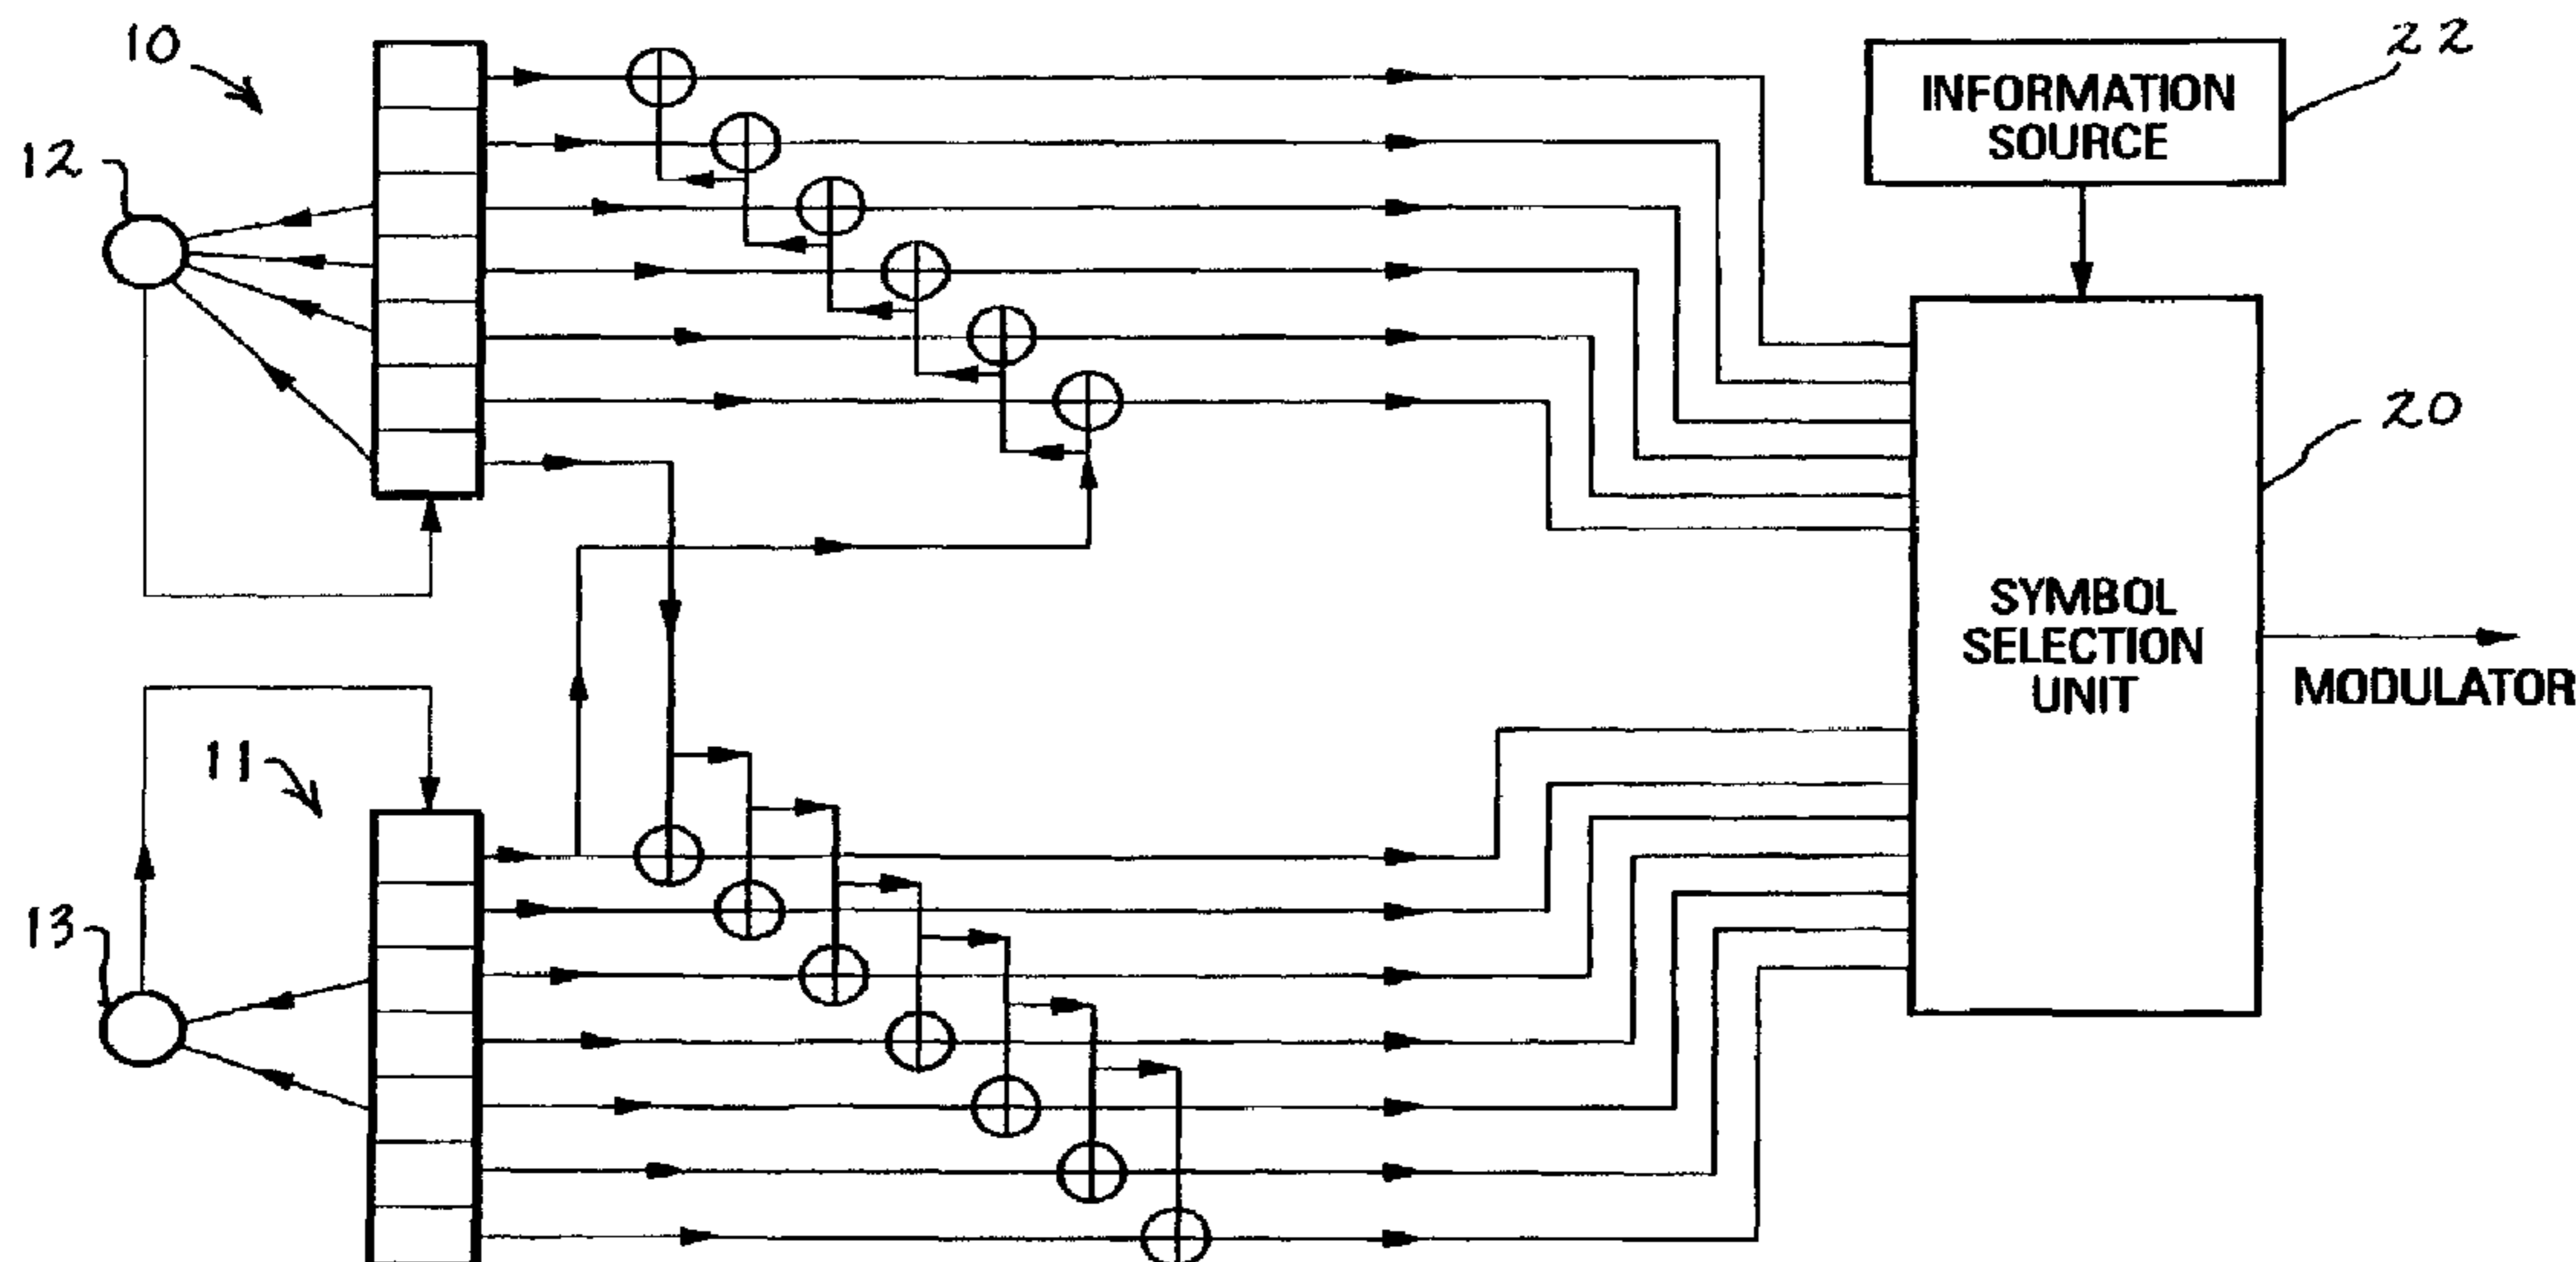 10
22
INFORMATION
SOURCE
12
20
SYMBOL
SELECTION
UNIT
MODULATOR
11
13